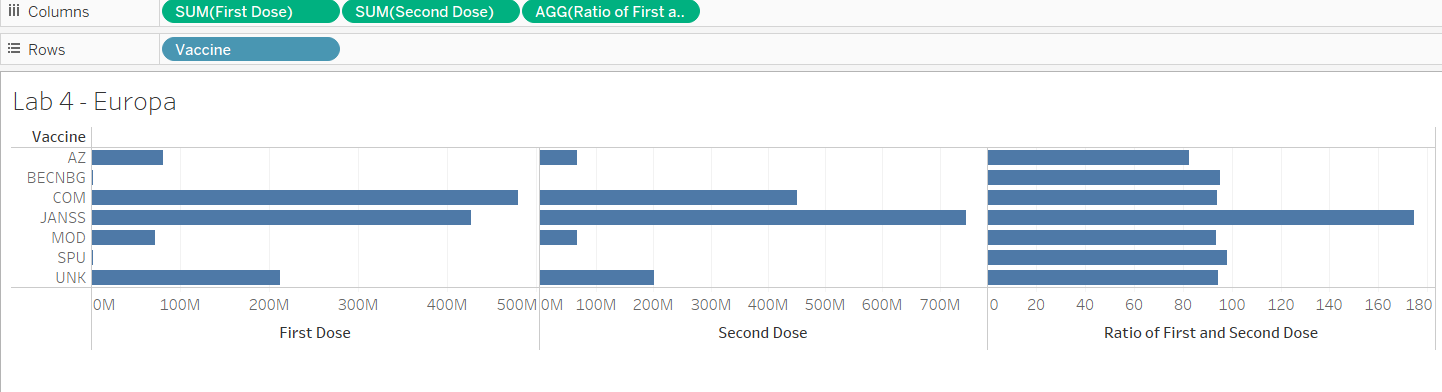 Columns SUM(First Dose) SUM(Second Dose) AGG(Ratio of First a..
Rows Vaccine
Lab 4 - Europa
Vaccine
AZ
BECNBG
COM
JANSS
MOD
SPU
UNK
0M 100M 200M 300M 400M 500M 0M 100M 200M 300M 400M 500M 600M 700M 0 20 40 60 80 100 120 140 160 180
First Dose Second Dose Ratio of First and Second Dose